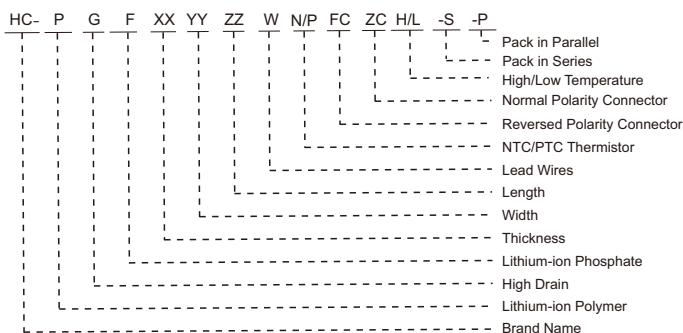 HC- P G F XX YY ZZ W N/P FC ZC H/L -S -P
Pack in Parallel
Pack in Series
High/Low Temperature
Normal Polarity Connector
Reversed Polarity Connector
NTC/PTC Thermistor
Lead Wires
Length
Width
Thickness
Lithium-ion Phosphate
High Drain
Lithium-ion Polymer
Brand Name